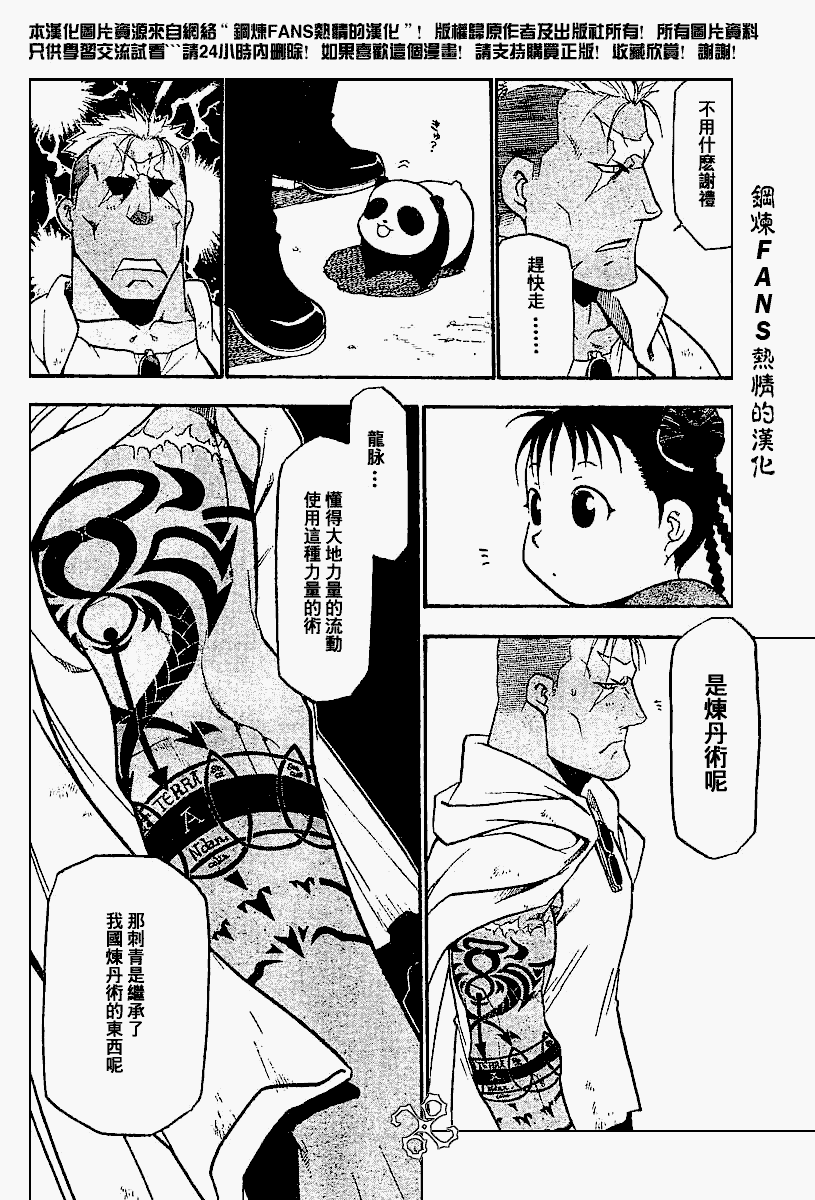 本漢化圖片資源來自網絡“鋼煉FANS熱情的漢化”！版權歸原作者及出版社所有！所有圖片資料
只供學習交流試看```請24小時內删除！如果喜歡這個漫畫！請支持購買正版！收藏欣賞！謝謝！
鋼煉FANS熱情的漢化
不用什麽謝禮
趕快走……
きゅ?
是煉丹術呢
龍脉…
懂得大地力量的流動
使用這種力量的術
TERRA
A
那刺青是繼承了
我國煉丹術的東西呢